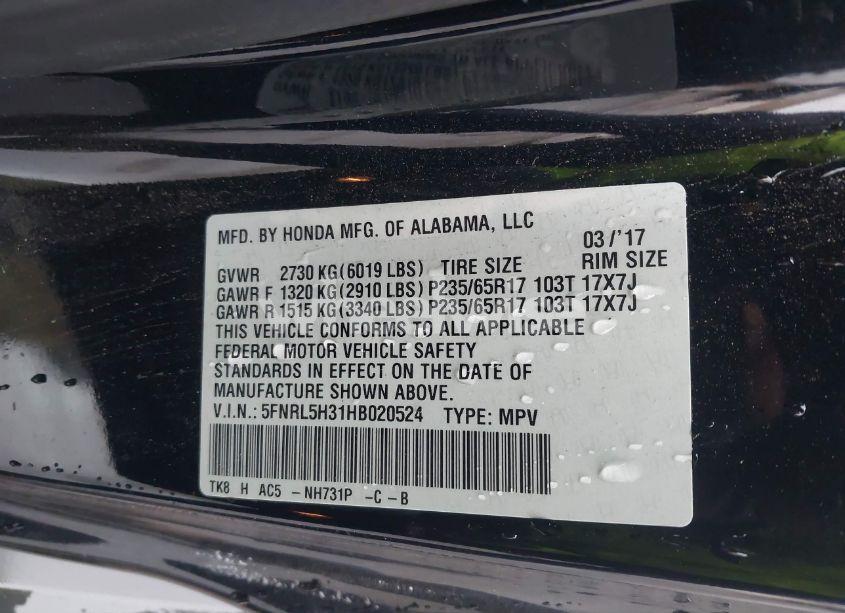 MFD. BY HONDA MFG. OF ALABAMA, LLC 03 /'17
GVWR 2730 KG(6019 LBS) TIRE SIZE RIM SIZE
GAWR F 1320 KG(2910 LBS) P235/65R17 103T 17X7J
GAWR R 1515 KG(3340 LBS) P235/65R17 103T 17X7J
THIS VEHICLE CONFORMS TO ALL APPLICABLE
FEDERAL MOTOR VEHICLE SAFETY
STANDARDS IN EFFECT ON THE DATE OF
MANUFACTURE SHOWN ABOVE.
V.I.N.: 5FNRL5H31HB020524 TYPE: MPV
TK8 H AC5 -NH731P -C -B